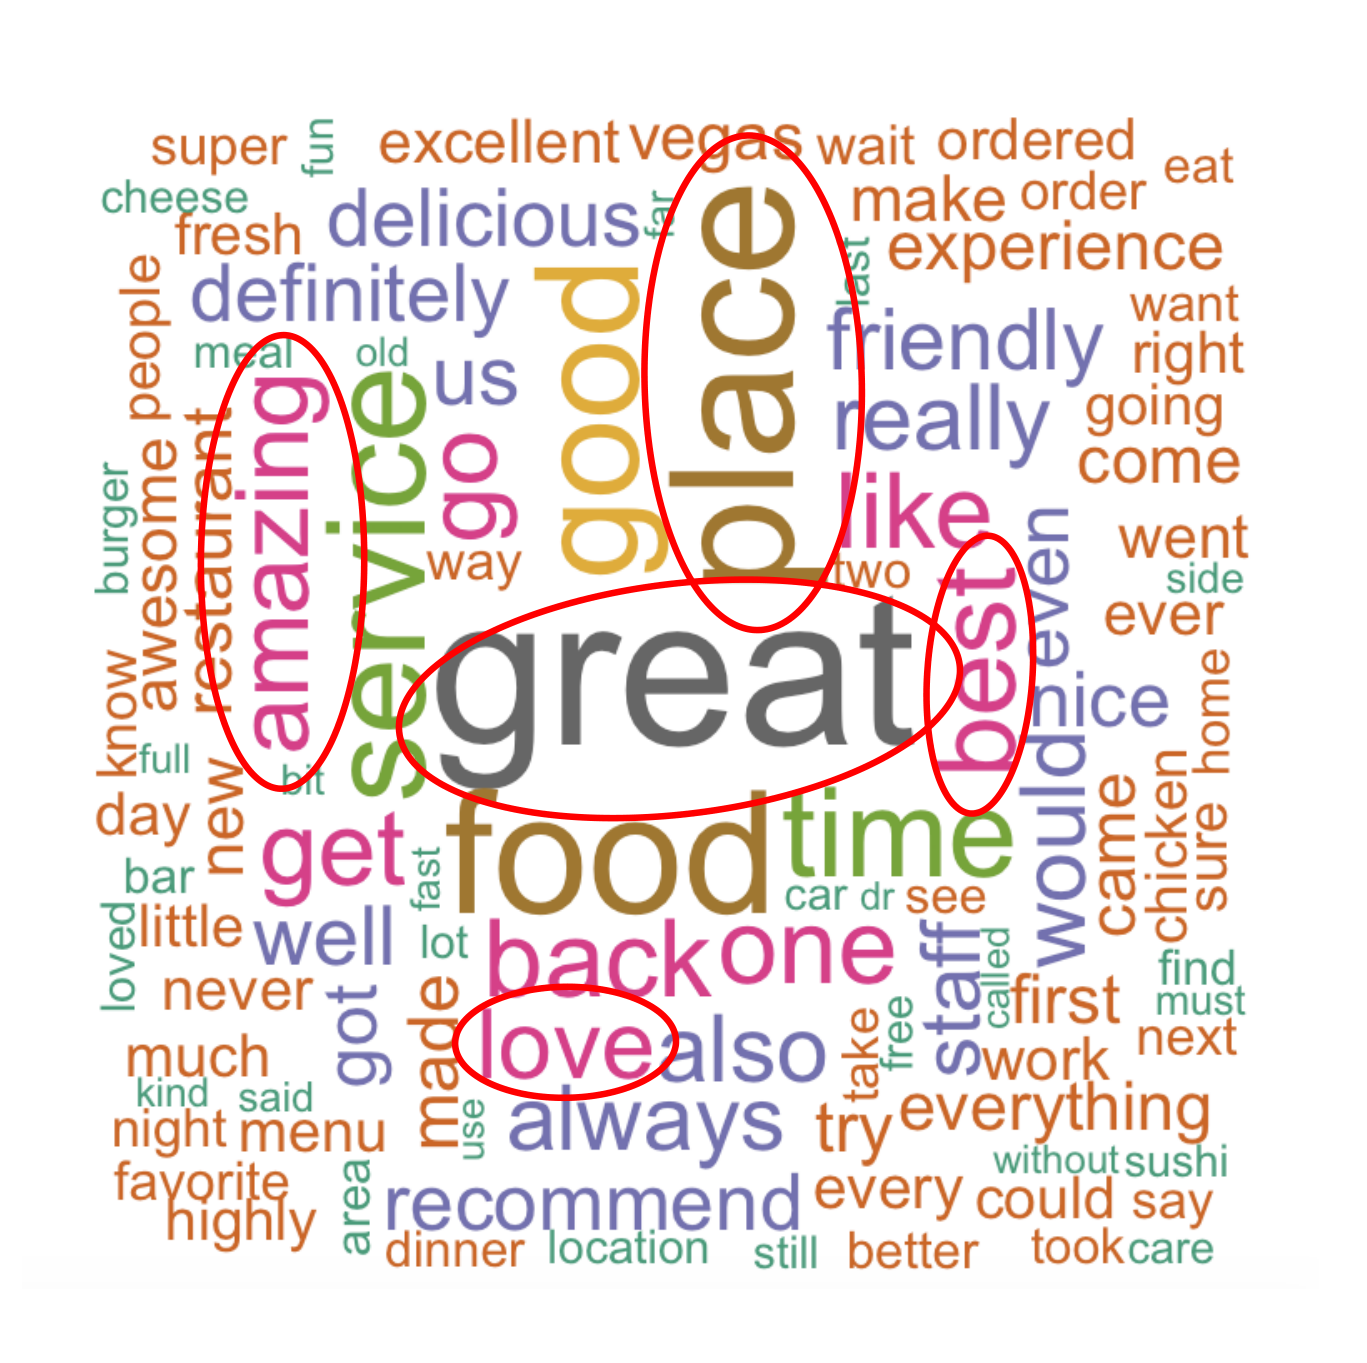 super
fun
excellent
vegas
wait
ordered
eat
cheese
fresh
delicious
far
place
make
order
experience
people
definitely
good
last
want
meal
old
us
friendly
right
amazing
service
go
really
going
come
burger
awesome
restaurant
way
like
two
best
even
went
side
ever
great
know
full
bit
new
day
nice
home
would
get
fast
food
time
came
chicken
sure
bar
car
dr
see
loved
little
well
lot
back
one
staff
called
find
never
got
made
first
must
love
also
take
free
work
next
much
kind
said
use
always
try
everything
night
menu
without
sushi
favorite
highly
area
recommend
every
could
say
dinner
location
still
better
took
care